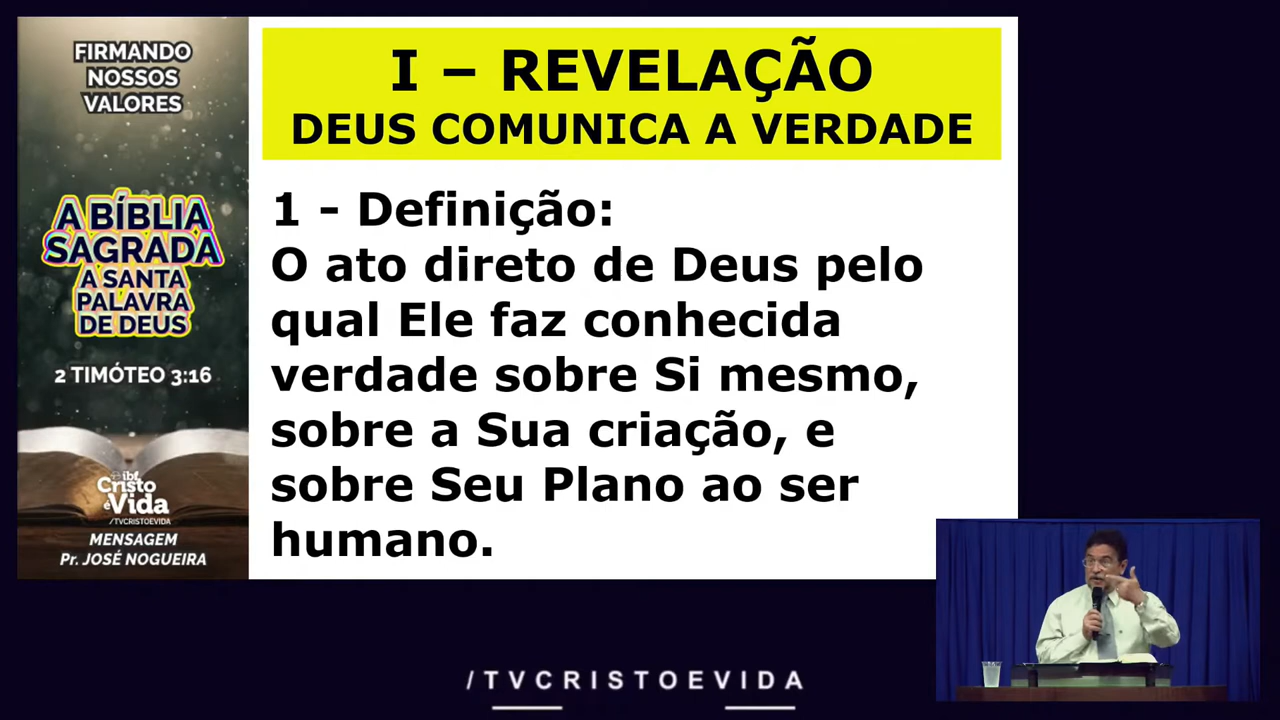 FIRMANDO
NOSSOS
VALORES
A BÍBLIA
SAGRADA
A SANTA
PALAVRA
DE DEUS
2 TIMÓTEO 3:16
ibf
Cristo
é Vida
/TVCRISTOEVIDA
MENSAGEM
Pr. JOSÉ NOGUEIRA
I – REVELAÇÃO
DEUS COMUNICA A VERDADE
1 - Definição:
O ato direto de Deus pelo
qual Ele faz conhecida
verdade sobre Si mesmo,
sobre a Sua criação, e
sobre Seu Plano ao ser
humano.
/TVCRISTOEVIDA